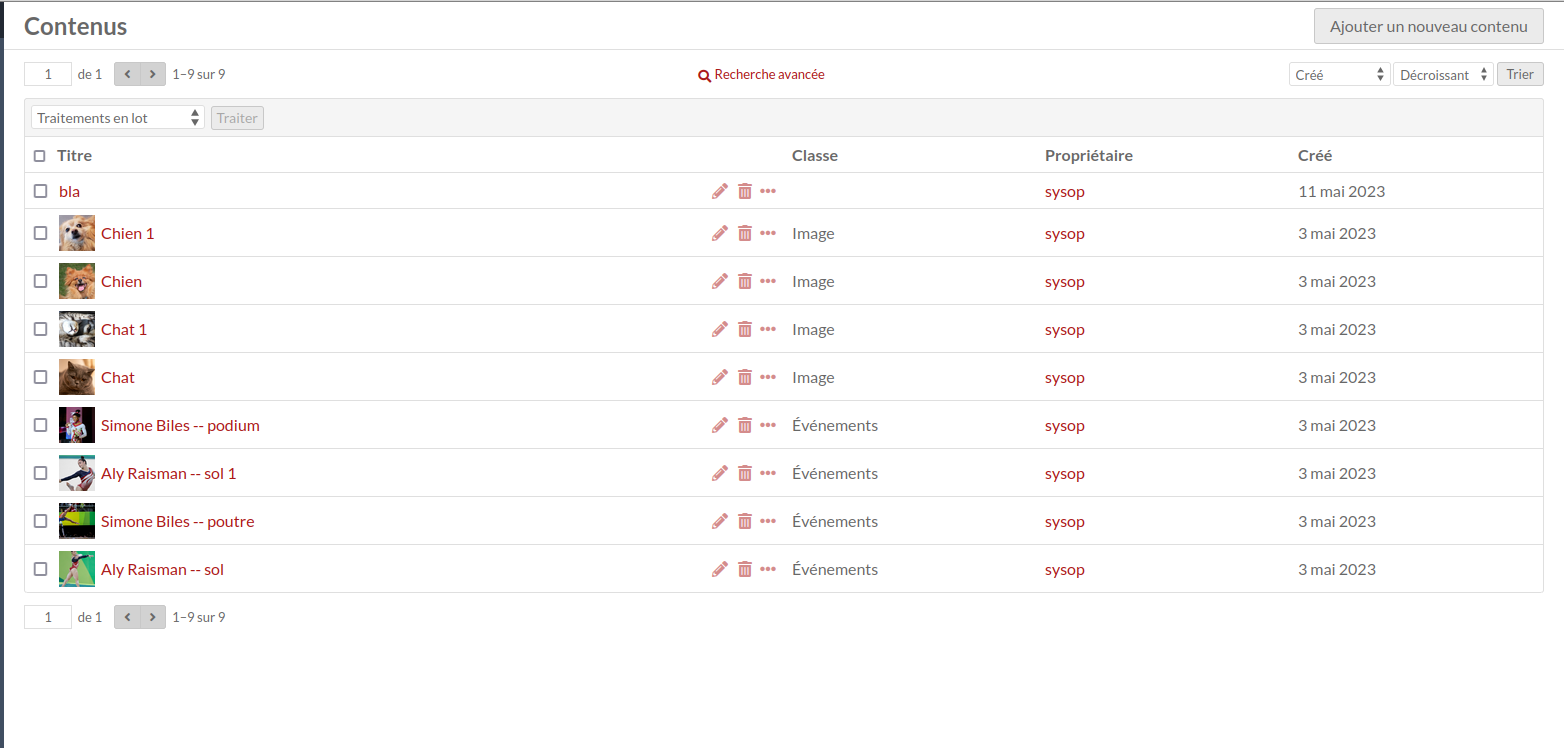 Contenus Ajouter un nouveau contenu
1 de 1 1–9 sur 9 Recherche avancée Créé Décroissant Trier
Traitements en lot Traiter
Titre Classe Propriétaire Créé
bla sysop 11 mai 2023
Chien 1 Image sysop 3 mai 2023
Chien Image sysop 3 mai 2023
Chat 1 Image sysop 3 mai 2023
Chat Image sysop 3 mai 2023
Simone Biles -- podium Événements sysop 3 mai 2023
Aly Raisman -- sol 1 Événements sysop 3 mai 2023
Simone Biles -- poutre Événements sysop 3 mai 2023
Aly Raisman -- sol Événements sysop 3 mai 2023
1 de 1 1–9 sur 9